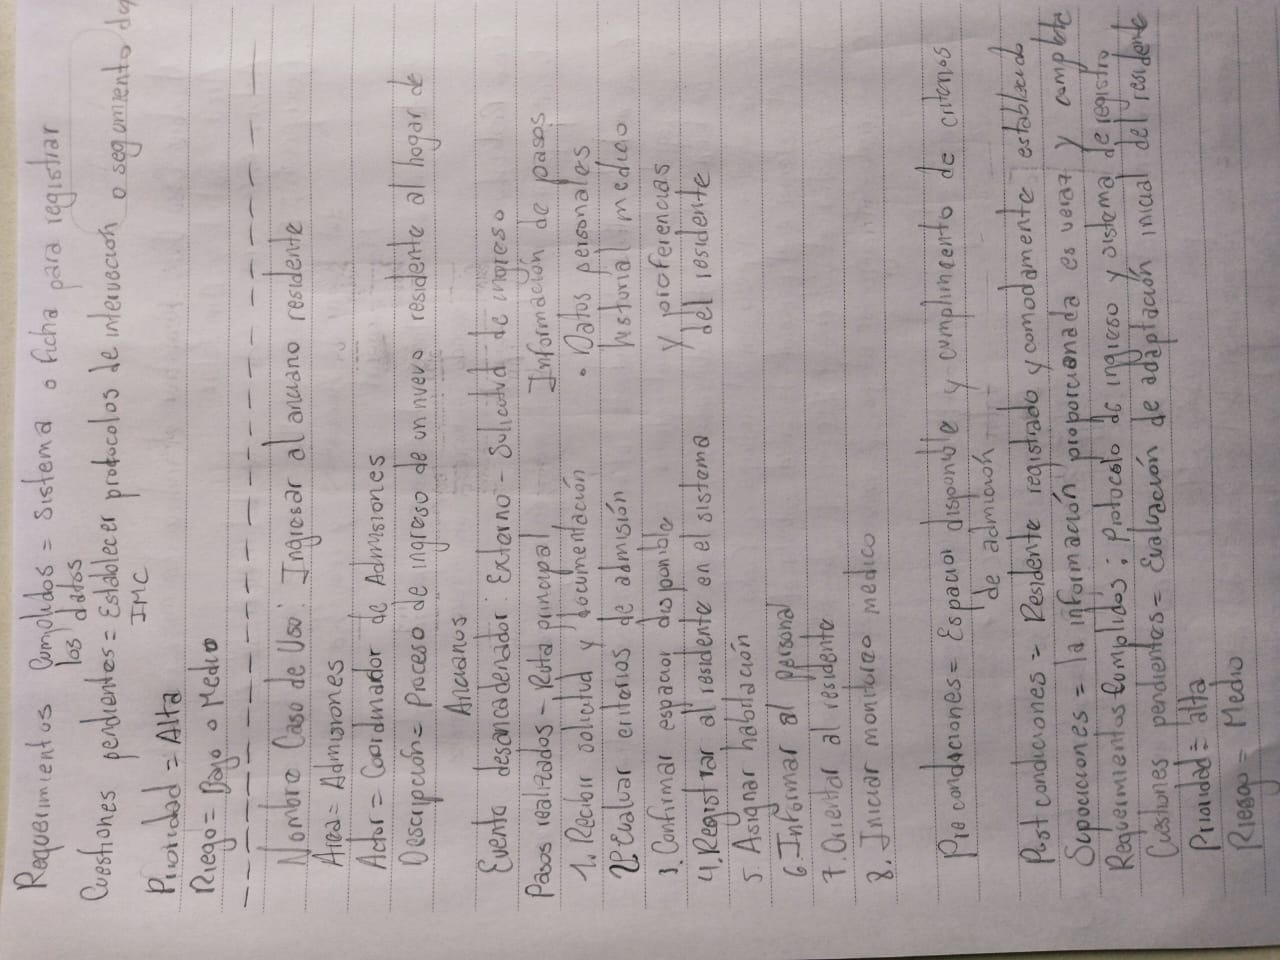 Requerimientos Cumplidos = Sistema o ficha para registrar
los datos
Cuestiones pendientes = Establecer protocolos de intervención o seguimiento
IMC
Prioridad = Alta
Riego = Bajo o Medio
Nombre Caso de Uso: Ingresar al anciano residente
Area = Admisiones
Actor = Coordinador de Admisiones
Descripción = Proceso de ingreso de un nuevo residente al hogar de
Ancianos
Evento desancadenador: Externo - Solicitud de ingreso
Pasos realizados - Ruta principal Información de pasos
1. Recibir solicitud y documentación • Datos personales
2. Evaluar criterios de admisión historial medico
3. Confirmar espacior disponible y preferencias
4. Registrar al residente en el sistema del residente
5 Asignar habitación
6. Informar al personal
7. Orientar al residente
8. Iniciar monitoreo medico
Pre condiciones = Espacior disponible y cumplimiento de criterios
de admición
Post condiciones = Residente registrado y comodamente establecido
Suposiciones = la información proporcionada es veraz y completa
Requerimientos Cumplidos: Protocolo de ingreso y sistema de registro
Cuestiones pendientes = Evaluación de adaptación inicial del residente
Prioridad = alta
Riesgo = Medio